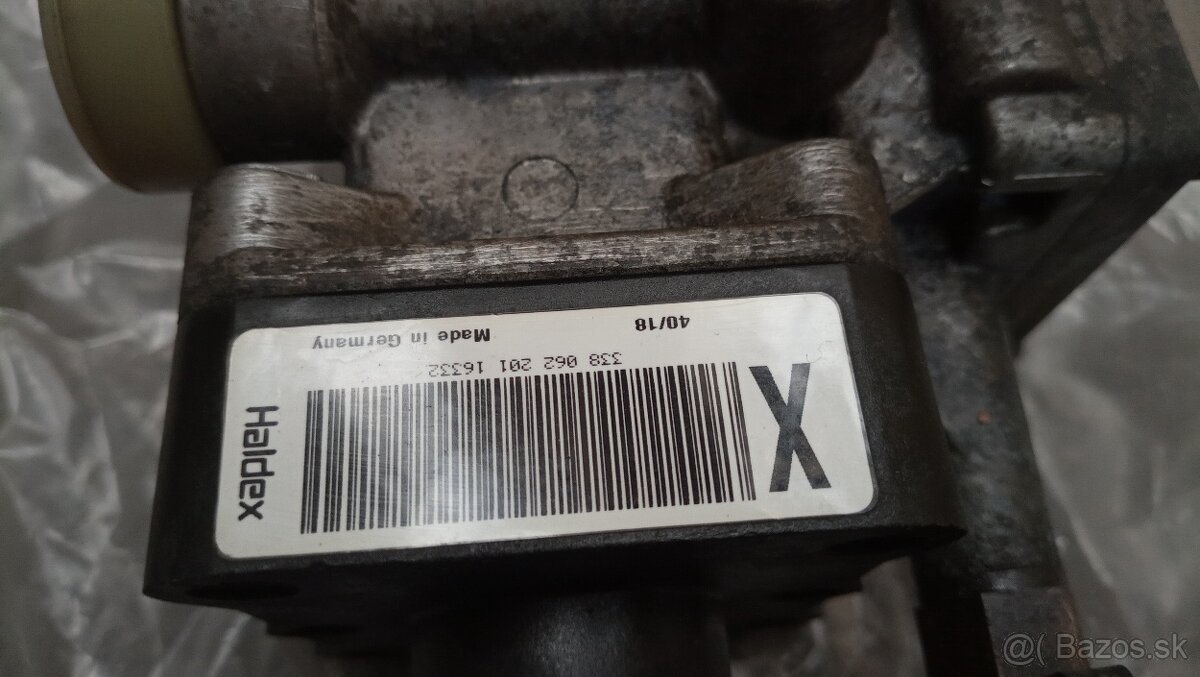 Haldex
X
338 062 201 16332
Made in Germany 40/18
@( Bazos.sk